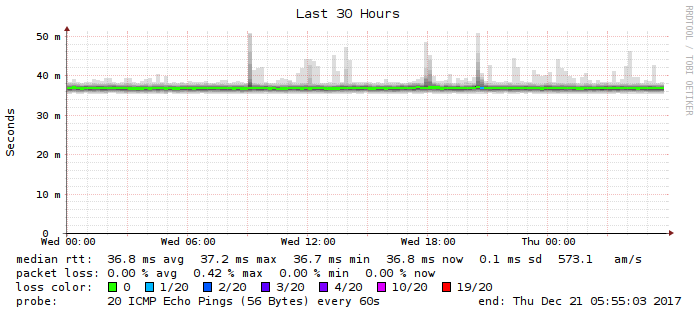 Last 30 Hours
RRDTOOL / TOBI OETIKER
Seconds
50 m
40 m
30 m
20 m
10 m
0
Wed 00:00 Wed 06:00 Wed 12:00 Wed 18:00 Thu 00:00
median rtt: 36.8 ms avg 37.2 ms max 36.7 ms min 36.8 ms now 0.1 ms sd 573.1 am/s
packet loss: 0.00 % avg 0.42 % max 0.00 % min 0.00 % now
loss color: 0 1/20 2/20 3/20 4/20 10/20 19/20
probe: 20 ICMP Echo Pings (56 Bytes) every 60s end: Thu Dec 21 05:55:03 2017